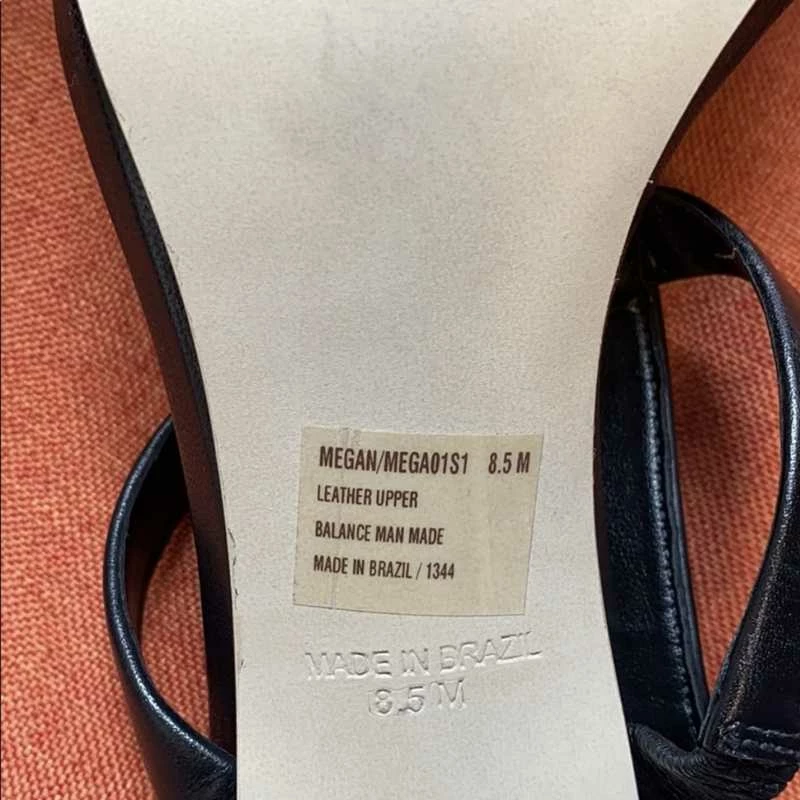 MEGAN/MEGA01S1 8.5 M
LEATHER UPPER
BALANCE MAN MADE
MADE IN BRAZIL / 1344
MADE IN BRAZIL
8.5 M